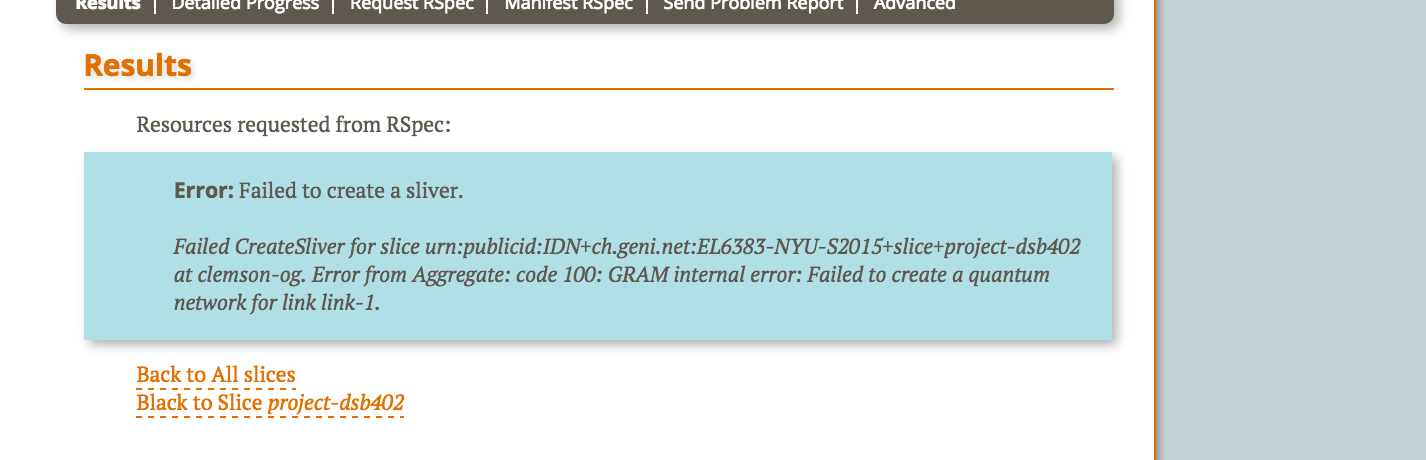 Results | Detailed Progress | Request RSpec | Manifest RSpec | Send Problem Report | Advanced
Results
Resources requested from RSpec:
Error: Failed to create a sliver.
Failed CreateSliver for slice urn:publicid:IDN+ch.geni.net:EL6383-NYU-S2015+slice+project-dsb402
at clemson-og. Error from Aggregate: code 100: GRAM internal error: Failed to create a quantum
network for link link-1.
Back to All slices
Black to Slice project-dsb402